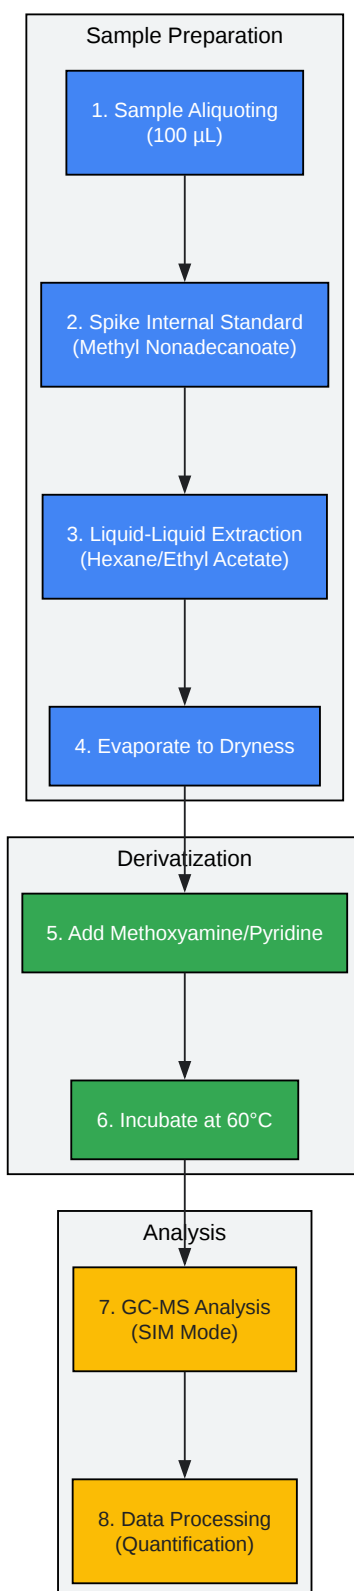 Sample Preparation
1. Sample Aliquoting
(100 µL)
2. Spike Internal Standard
(Methyl Nonadecanoate)
3. Liquid-Liquid Extraction
(Hexane/Ethyl Acetate)
4. Evaporate to Dryness
Derivatization
5. Add Methoxyamine/Pyridine
6. Incubate at 60°C
Analysis
7. GC-MS Analysis
(SIM Mode)
8. Data Processing
(Quantification)